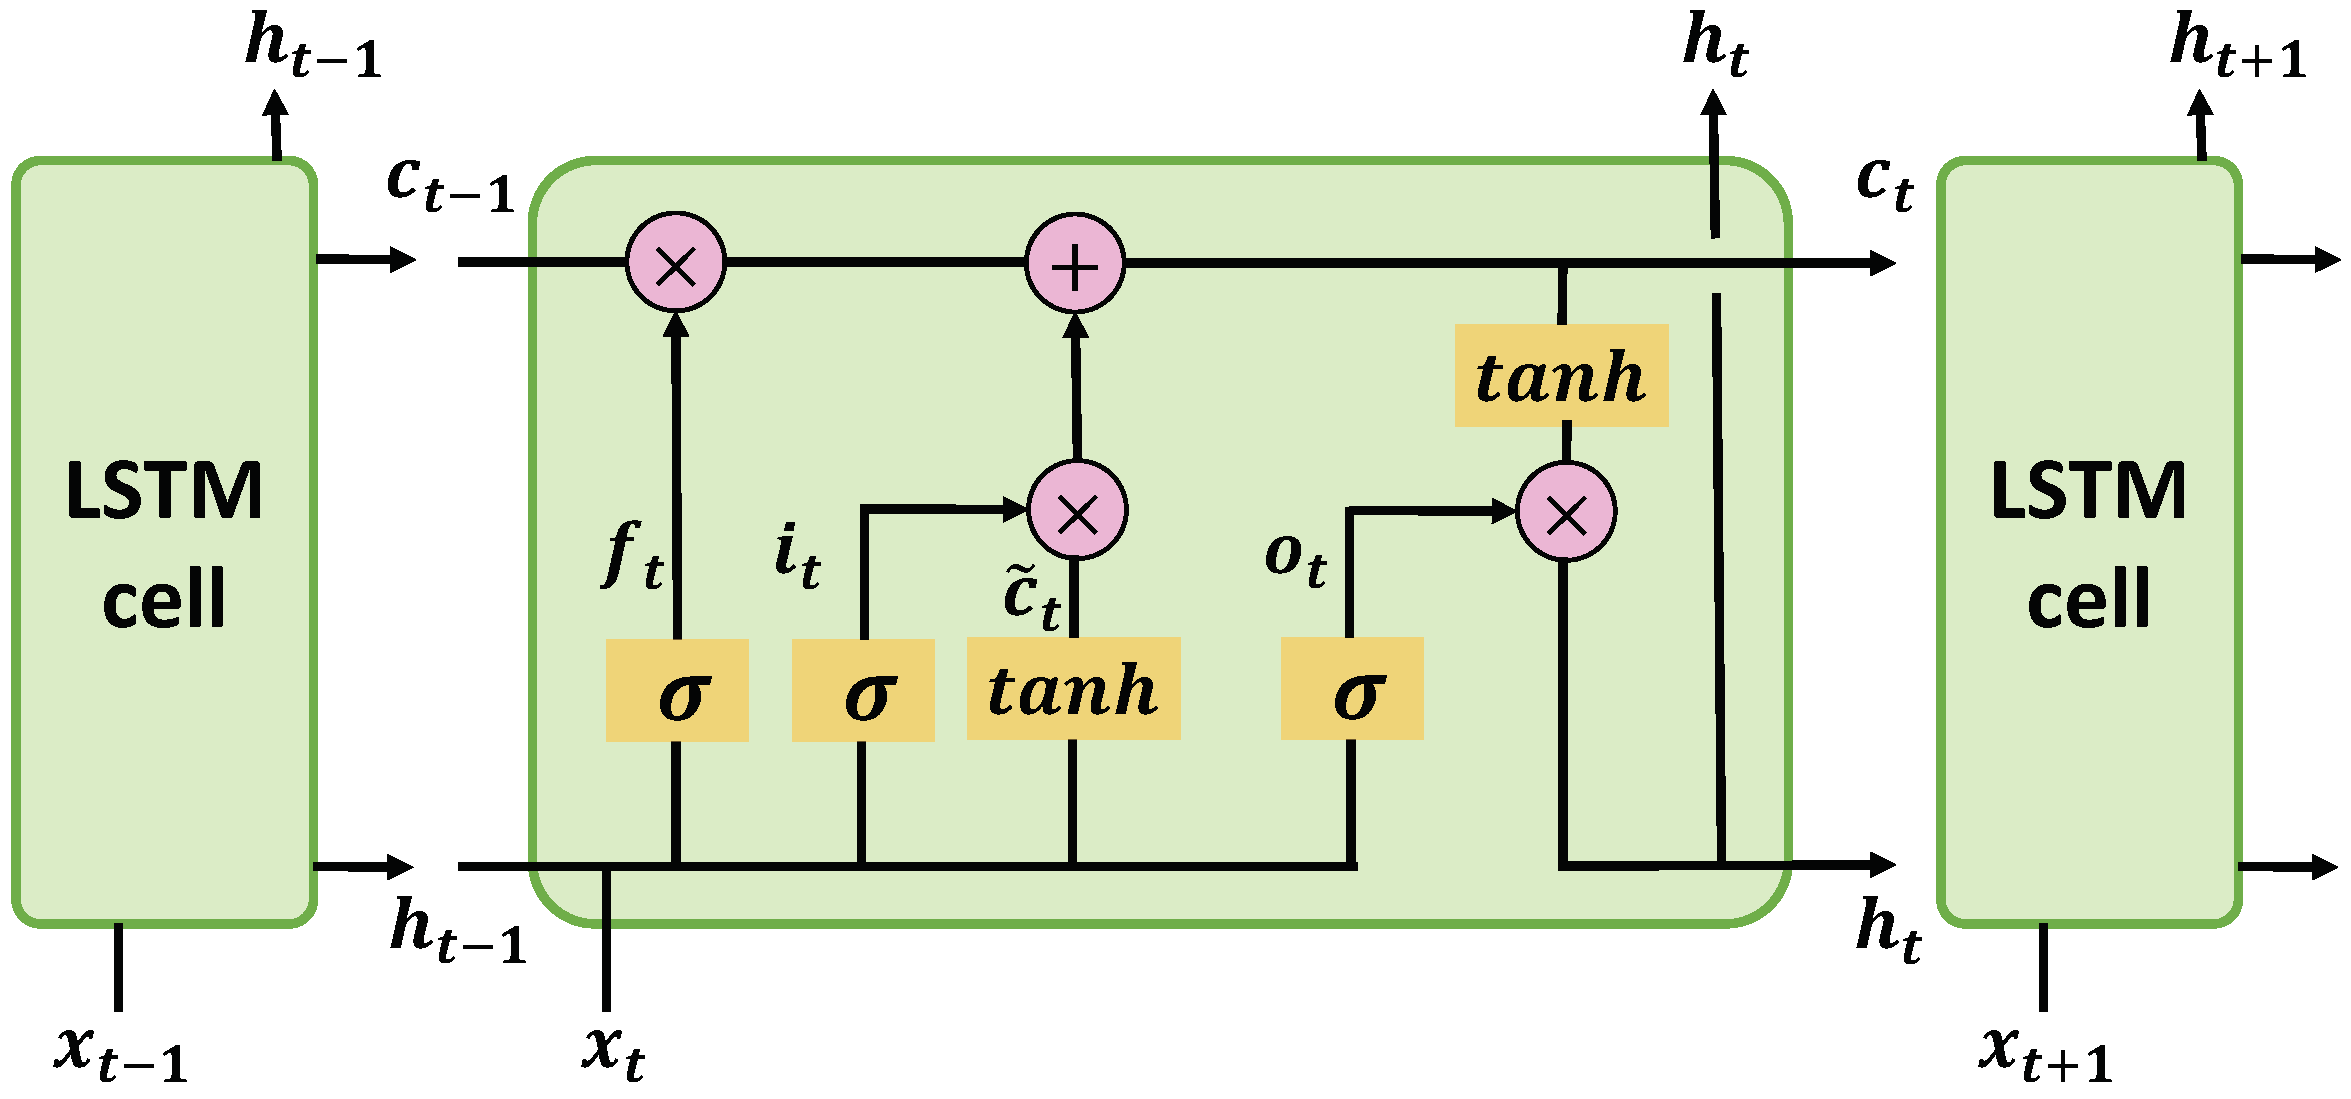 h_{t-1}
h_t
h_{t+1}
c_{t-1}
c_t
×
+
tanh
LSTM
cell
f_t
i_t
×
c̃_t
o_t
×
LSTM
cell
σ
σ
tanh
σ
h_{t-1}
h_t
x_{t-1}
x_t
x_{t+1}